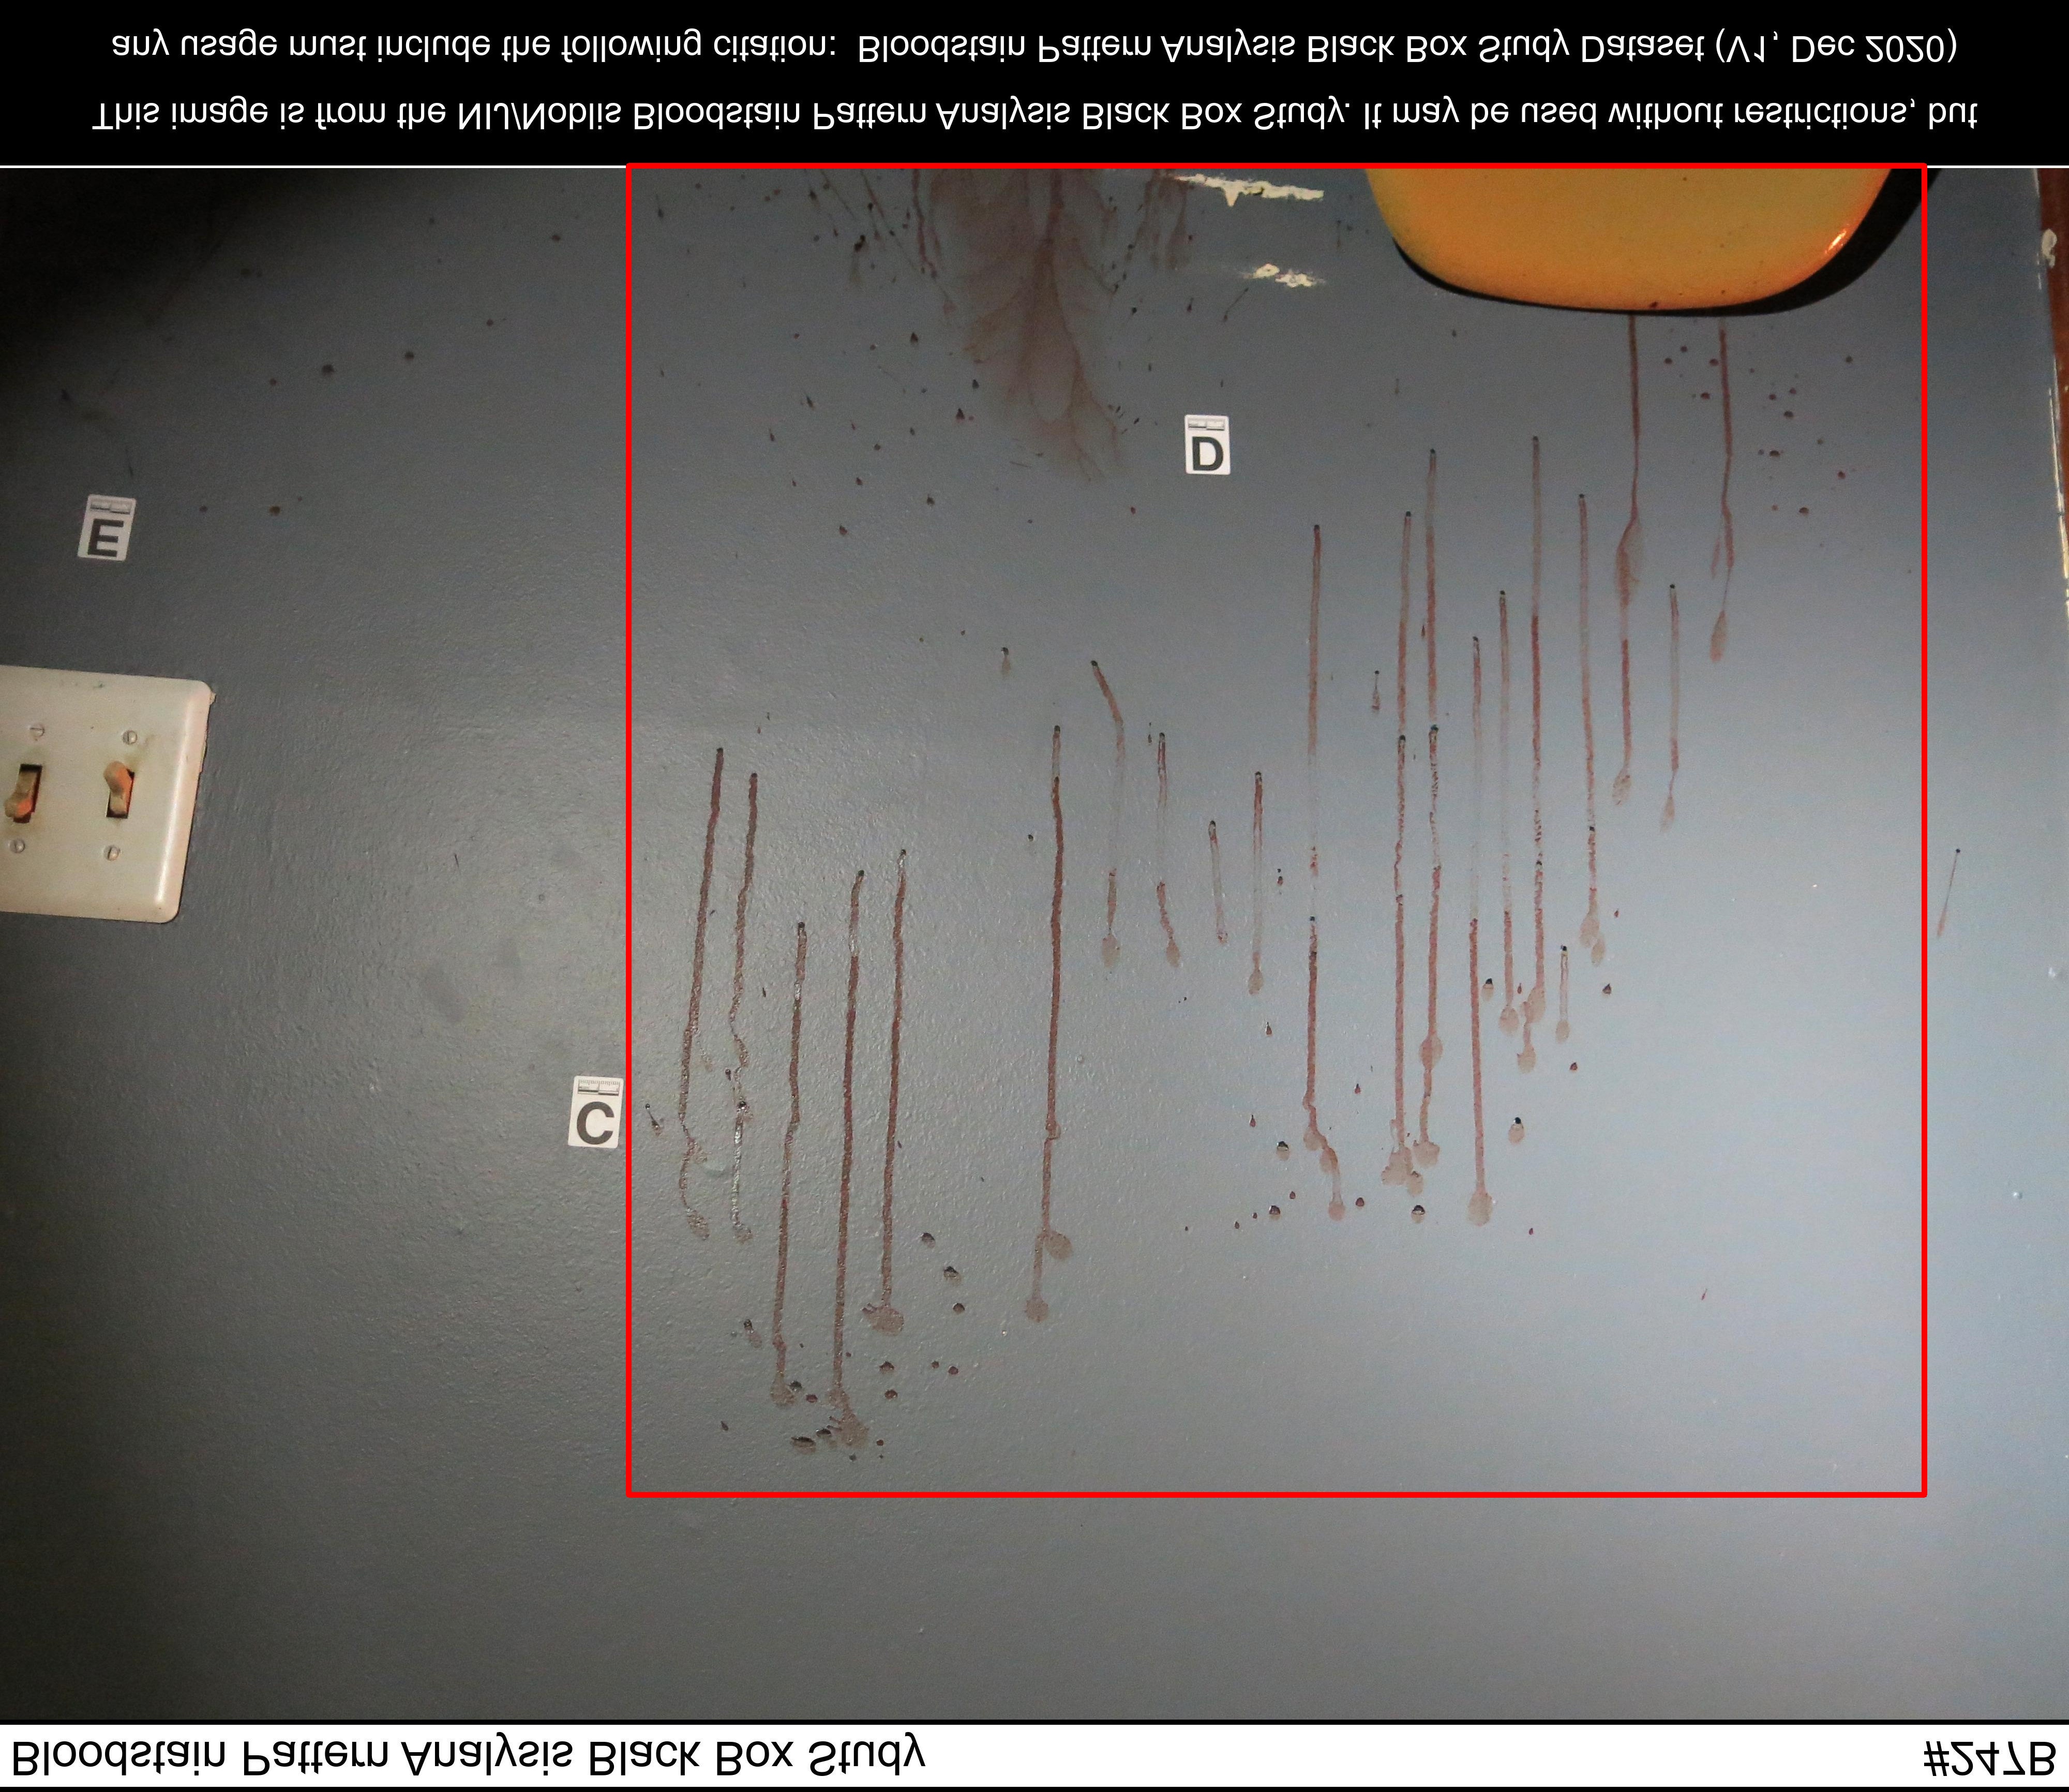 Bloodstain Pattern Analysis Black Box Study #247B
C
E
D
This image is from the NIJ/Noblis Bloodstain Pattern Analysis Black Box Study. It may be used without restrictions, but
any usage must include the following citation: Bloodstain Pattern Analysis Black Box Study Dataset (V1, Dec 2020)